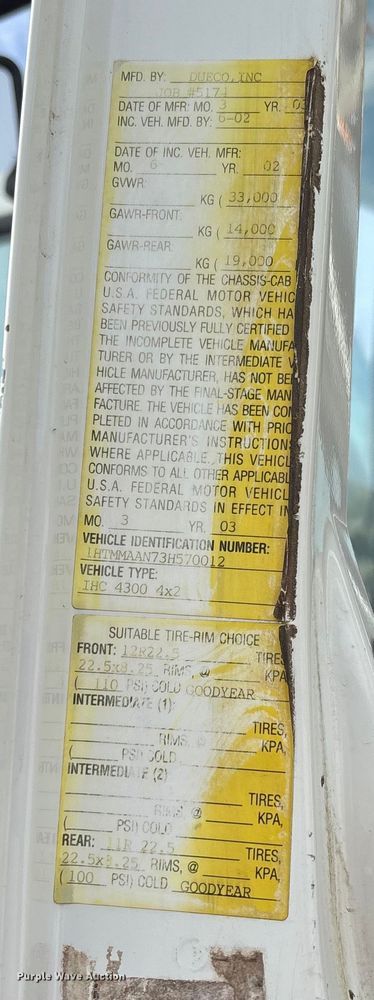 MFD. BY: DUECO, INC
JOB #5174
DATE OF MFR: MO. 3 YR. 03
INC. VEH. MFD. BY: 6-02
DATE OF INC. VEH. MFR:
MO. 6 YR. 02
GVWR:
KG ( 33,000
GAWR-FRONT:
KG ( 14,000
GAWR-REAR:
KG ( 19,000
CONFORMITY OF THE CHASSIS-CAB
U.S.A. FEDERAL MOTOR VEHIC
SAFETY STANDARDS, WHICH HA
BEEN PREVIOUSLY FULLY CERTIFIED
THE INCOMPLETE VEHICLE MANUFA
TURER OR BY THE INTERMEDIATE V
HICLE MANUFACTURER, HAS NOT BE
AFFECTED BY THE FINAL-STAGE MAN
FACTURE. THE VEHICLE HAS BEEN COM
PLETED IN ACCORDANCE WITH PRIO
MANUFACTURER'S INSTRUCTIONS
WHERE APPLICABLE. THIS VEHICL
CONFORMS TO ALL OTHER APPLICABL
U.S.A. FEDERAL MOTOR VEHICL
SAFETY STANDARDS IN EFFECT IN
MO. 3 YR. 03
VEHICLE IDENTIFICATION NUMBER:
1HTMMAAN73H570012
VEHICLE TYPE:
IHC 4300 4x2
SUITABLE TIRE-RIM CHOICE
FRONT: 12R22.5 TIRES
22.5x8.25 RIMS, @ KPA
( 110 PSI) COLD GOODYEAR
INTERMEDIATE (1):
TIRES,
RIMS, @ KPA,
( PSI) COLD
INTERMEDIATE (2)
TIRES,
RIMS, @ KPA,
( PSI) COLD
REAR: 11R 22.5 TIRES,
22.5x8.25 RIMS, @ KPA,
(100 PSI) COLD GOODYEAR
Purple Wave Auction